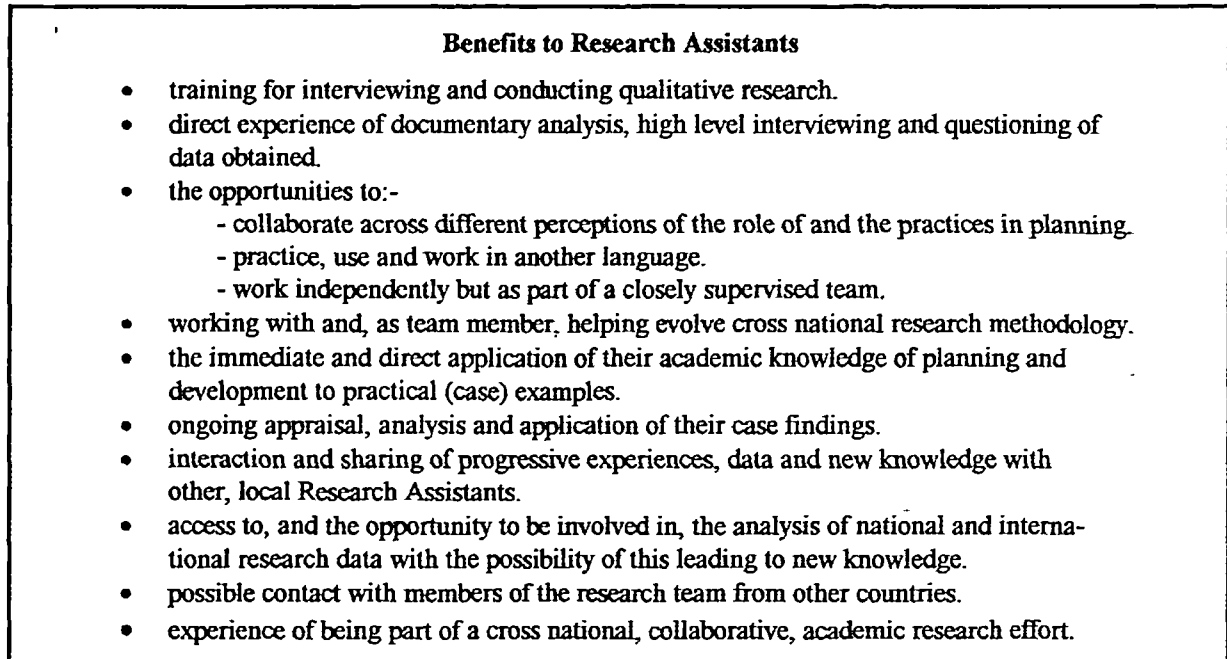 Benefits to Research Assistants
• training for interviewing and conducting qualitative research.
• direct experience of documentary analysis, high level interviewing and questioning of
data obtained.
• the opportunities to:-
- collaborate across different perceptions of the role of and the practices in planning.
- practice, use and work in another language.
- work independently but as part of a closely supervised team.
• working with and, as team member, helping evolve cross national research methodology.
• the immediate and direct application of their academic knowledge of planning and
development to practical (case) examples.
• ongoing appraisal, analysis and application of their case findings.
• interaction and sharing of progressive experiences, data and new knowledge with
other, local Research Assistants.
• access to, and the opportunity to be involved in, the analysis of national and interna-
tional research data with the possibility of this leading to new knowledge.
• possible contact with members of the research team from other countries.
• experience of being part of a cross national, collaborative, academic research effort.